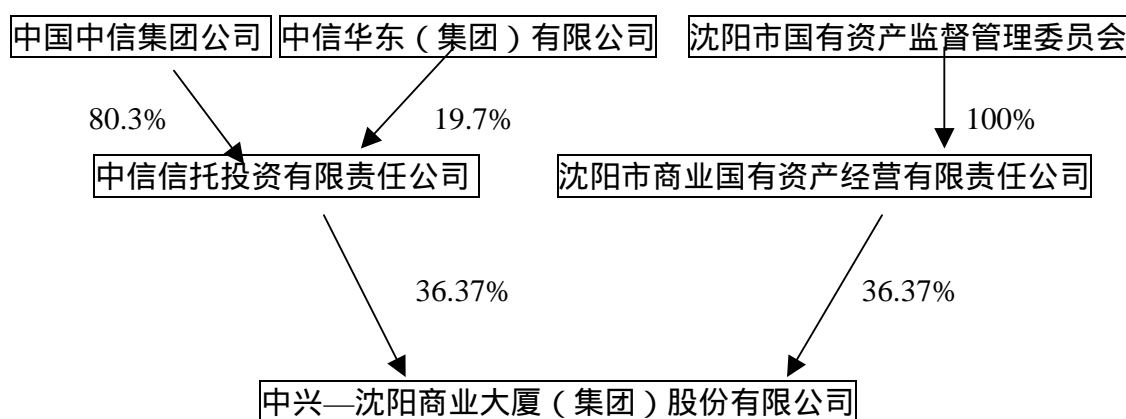 中国中信集团公司 中信华东（集团）有限公司 沈阳市国有资产监督管理委员会
80.3% 19.7% 100%
中信信托投资有限责任公司 沈阳市商业国有资产经营有限责任公司
36.37% 36.37%
中兴—沈阳商业大厦（集团）股份有限公司